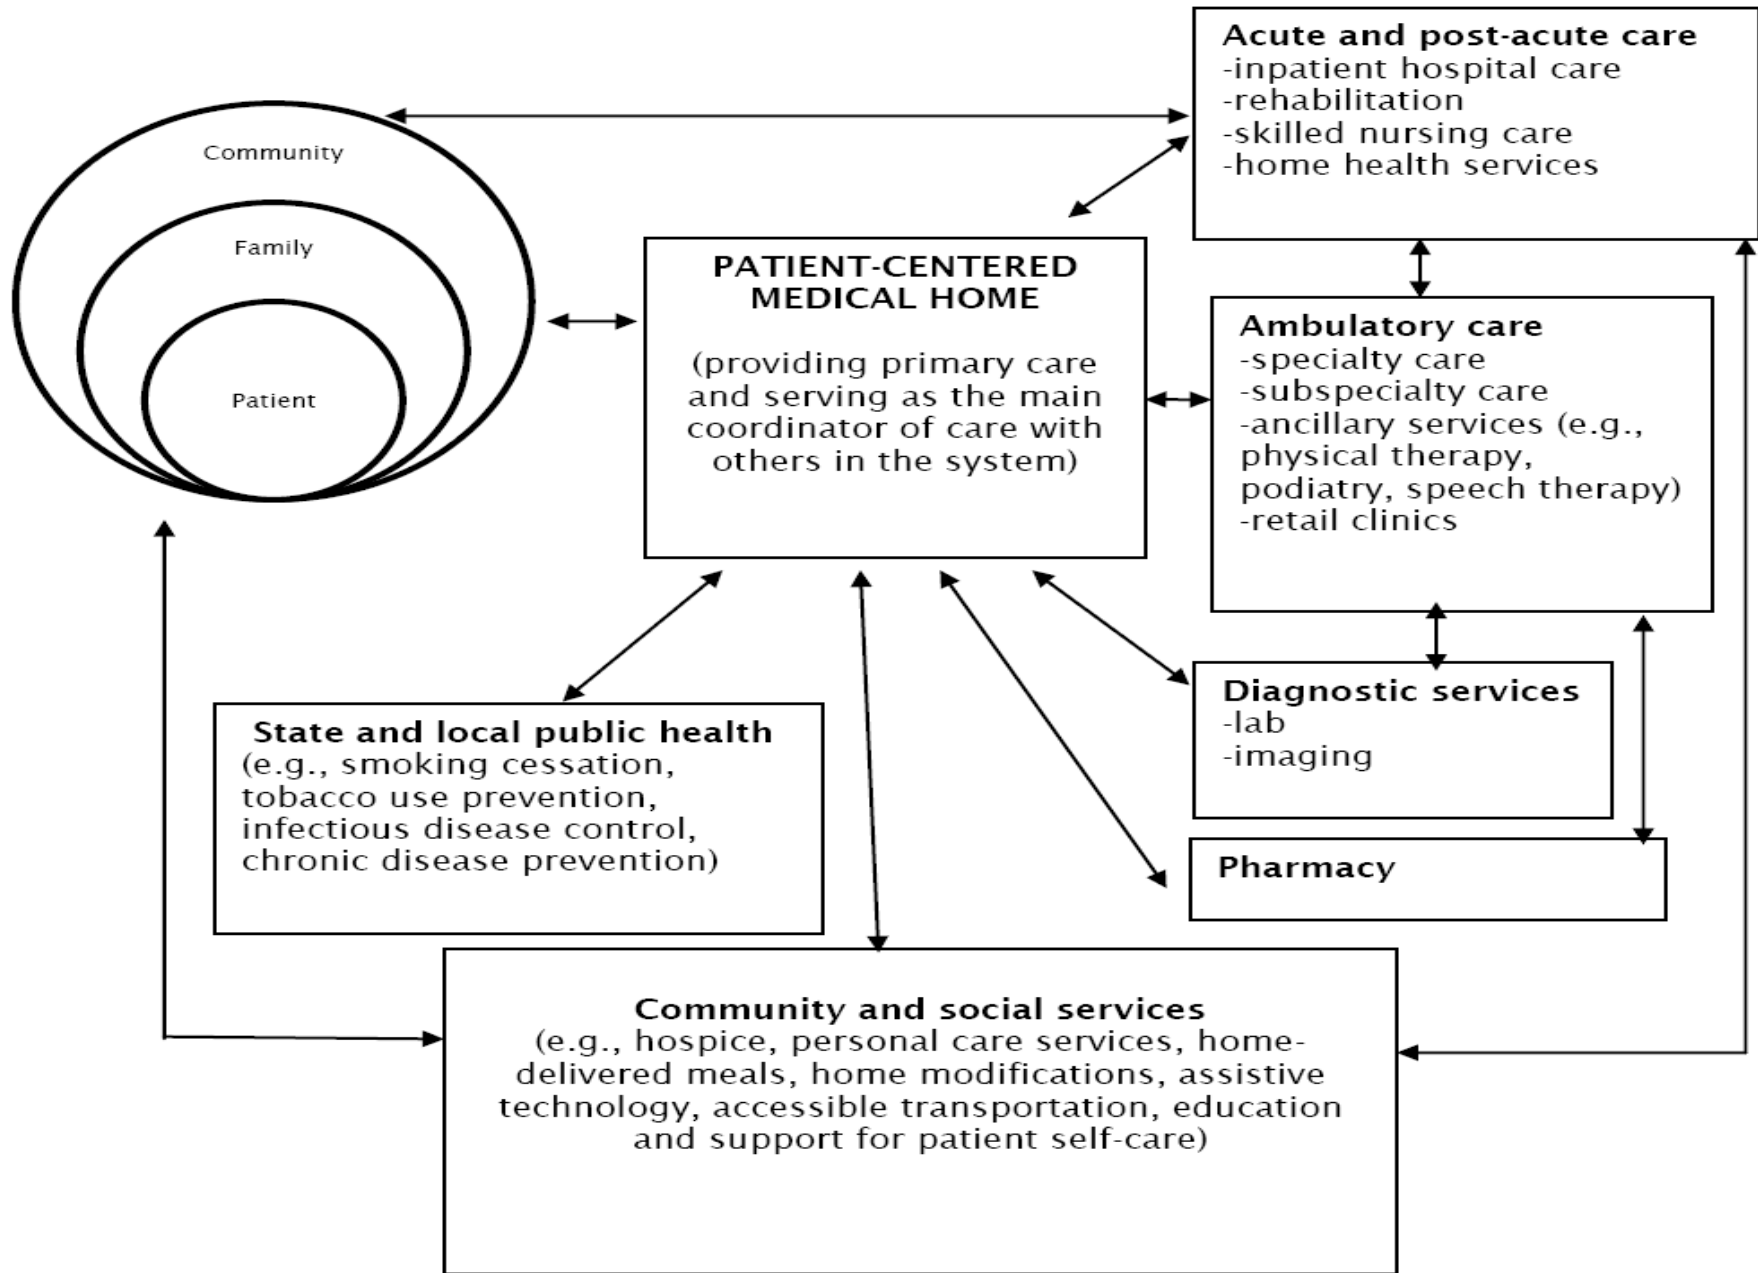 Community
Family
Patient
PATIENT-CENTERED
MEDICAL HOME
(providing primary care
and serving as the main
coordinator of care with
others in the system)
Acute and post-acute care
-inpatient hospital care
-rehabilitation
-skilled nursing care
-home health services
Ambulatory care
-specialty care
-subspecialty care
-ancillary services (e.g.,
physical therapy,
podiatry, speech therapy)
-retail clinics
Diagnostic services
-lab
-imaging
Pharmacy
State and local public health
(e.g., smoking cessation,
tobacco use prevention,
infectious disease control,
chronic disease prevention)
Community and social services
(e.g., hospice, personal care services, home-
delivered meals, home modifications, assistive
technology, accessible transportation, education
and support for patient self-care)